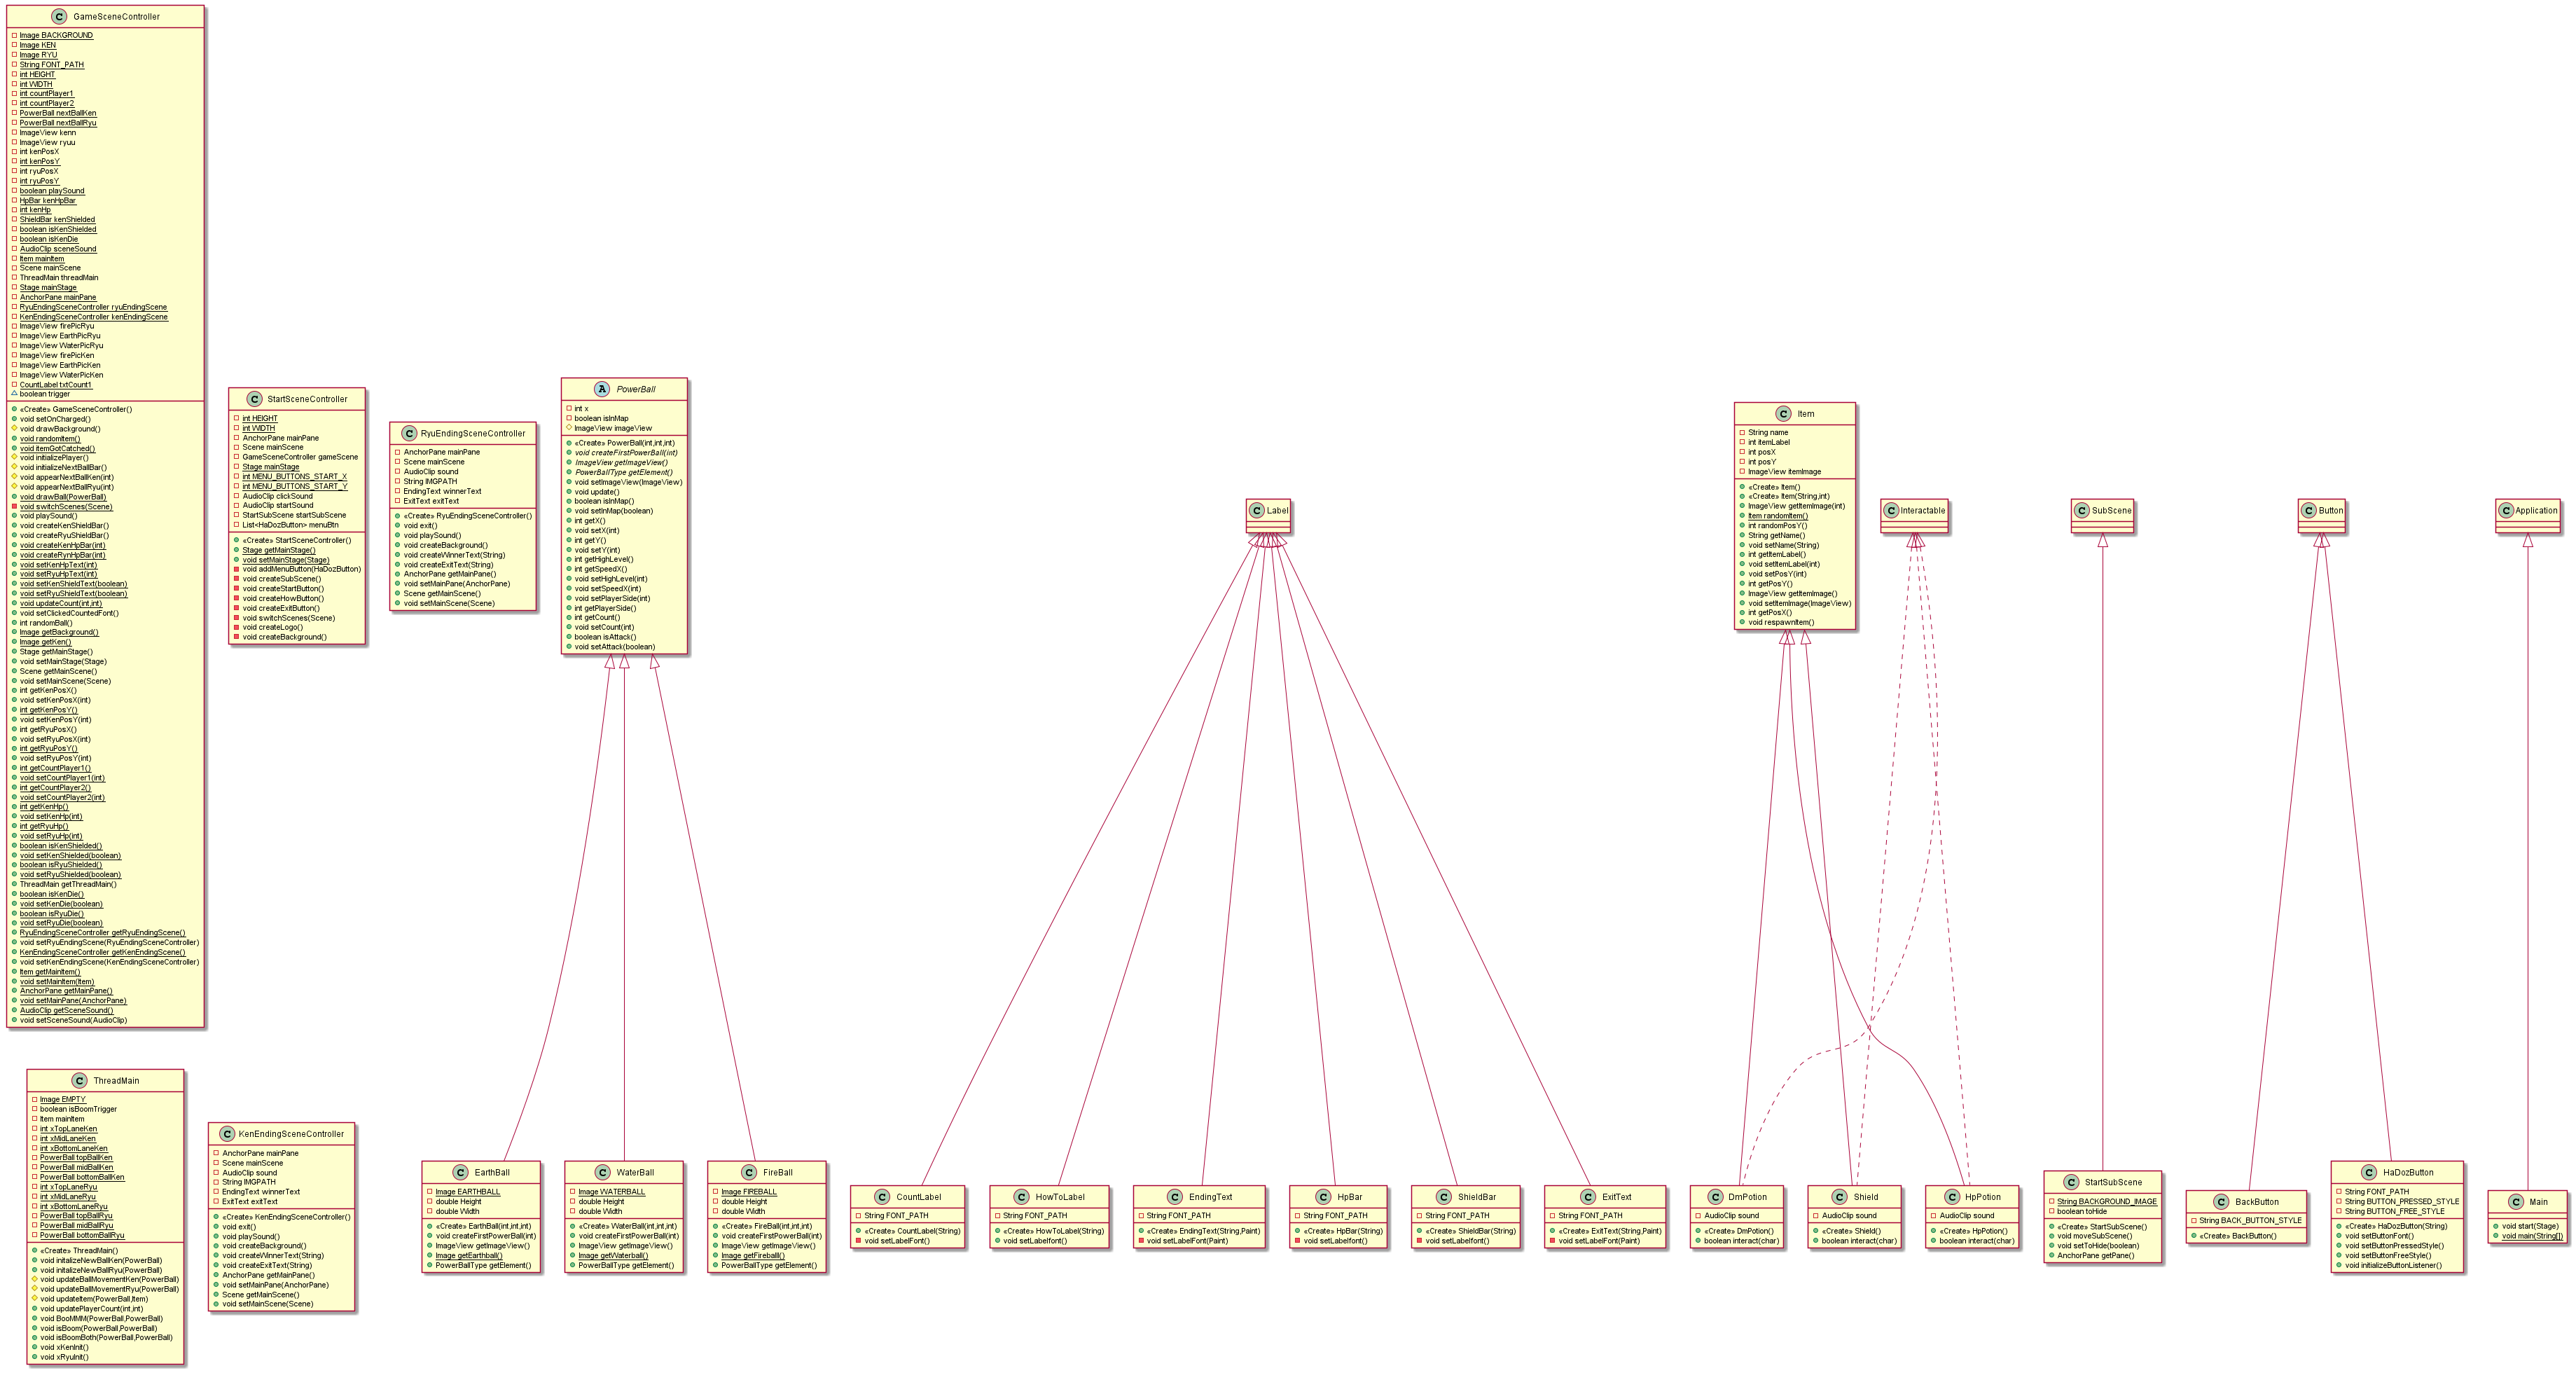 C GameSceneController
Image BACKGROUND
Image KEN
Image RYU
String FONT_PATH
int HEIGHT
int WIDTH
int countPlayer1
int countPlayer2
PowerBall nextBallKen
PowerBall nextBallRyu
ImageView kenn
ImageView ryuu
int kenPosX
int kenPosY
int ryuPosX
int ryuPosY
boolean playSound
HpBar kenHpBar
int kenHp
ShieldBar kenShielded
boolean isKenShielded
boolean isKenDie
AudioClip sceneSound
Item mainItem
Scene mainScene
ThreadMain threadMain
Stage mainStage
AnchorPane mainPane
RyuEndingSceneController ryuEndingScene
KenEndingSceneController kenEndingScene
ImageView firePicRyu
ImageView EarthPicRyu
ImageView WaterPicRyu
ImageView firePicKen
ImageView EarthPicKen
ImageView WaterPicKen
CountLabel txtCount1
boolean trigger
«Create» GameSceneController()
void setOnCharged()
void drawBackground()
void randomItem()
void itemGotCatched()
void initializePlayer()
void initializeNextBallBar()
void appearNextBallKen(int)
void appearNextBallRyu(int)
void drawBall(PowerBall)
void switchScenes(Scene)
void playSound()
void createKenShieldBar()
void createRyuShieldBar()
void createKenHpBar(int)
void createRynHpBar(int)
void setKenHpText(int)
void setRyuHpText(int)
void setKenShieldText(boolean)
void setRyuShieldText(boolean)
void updateCount(int,int)
void setClickedCountedFont()
int randomBall()
Image getBackground()
Image getKen()
Stage getMainStage()
void setMainStage(Stage)
Scene getMainScene()
void setMainScene(Scene)
int getKenPosX()
void setKenPosX(int)
int getKenPosY()
void setKenPosY(int)
int getRyuPosX()
void setRyuPosX(int)
int getRyuPosY()
void setRyuPosY(int)
int getCountPlayer1()
void setCountPlayer1(int)
int getCountPlayer2()
void setCountPlayer2(int)
int getKenHp()
void setKenHp(int)
int getRyuHp()
void setRyuHp(int)
boolean isKenShielded()
void setKenShielded(boolean)
boolean isRyuShielded()
void setRyuShielded(boolean)
ThreadMain getThreadMain()
boolean isKenDie()
void setKenDie(boolean)
boolean isRyuDie()
void setRyuDie(boolean)
RyuEndingSceneController getRyuEndingScene()
void setRyuEndingScene(RyuEndingSceneController)
KenEndingSceneController getKenEndingScene()
void setKenEndingScene(KenEndingSceneController)
Item getMainItem()
void setMainItem(Item)
AnchorPane getMainPane()
void setMainPane(AnchorPane)
AudioClip getSceneSound()
void setSceneSound(AudioClip)
C StartSceneController
int HEIGHT
int WIDTH
AnchorPane mainPane
Scene mainScene
GameSceneController gameScene
Stage mainStage
int MENU_BUTTONS_START_X
int MENU_BUTTONS_START_Y
AudioClip clickSound
AudioClip startSound
StartSubScene startSubScene
List<HaDozButton> menuBtn
«Create» StartSceneController()
Stage getMainStage()
void setMainStage(Stage)
void addMenuButton(HaDozButton)
void createSubScene()
void createStartButton()
void createHowButton()
void createExitButton()
void switchScenes(Scene)
void createLogo()
void createBackground()
C RyuEndingSceneController
AnchorPane mainPane
Scene mainScene
AudioClip sound
String IMGPATH
EndingText winnerText
ExitText exitText
«Create» RyuEndingSceneController()
void exit()
void playSound()
void createBackground()
void createWinnerText(String)
void createExitText(String)
AnchorPane getMainPane()
void setMainPane(AnchorPane)
Scene getMainScene()
void setMainScene(Scene)
A PowerBall
int x
boolean isInMap
ImageView imageView
«Create» PowerBall(int,int,int)
void createFirstPowerBall(int)
ImageView getImageView()
PowerBallType getElement()
void setImageView(ImageView)
void update()
boolean isInMap()
void setInMap(boolean)
int getX()
void setX(int)
int getY()
void setY(int)
int getHighLevel()
int getSpeedX()
void setHighLevel(int)
void setSpeedX(int)
void setPlayerSide(int)
int getPlayerSide()
int getCount()
void setCount(int)
boolean isAttack()
void setAttack(boolean)
C Label
C Item
String name
int itemLabel
int posX
int posY
ImageView itemImage
«Create» Item()
«Create» Item(String,int)
ImageView getItemImage(int)
Item randomItem()
int randomPosY()
String getName()
void setName(String)
int getItemLabel()
void setItemLabel(int)
void setPosY(int)
int getPosY()
ImageView getItemImage()
void setItemImage(ImageView)
int getPosX()
void respawnItem()
C Interactable
C SubScene
C Button
C Application
C ThreadMain
Image EMPTY
boolean isBoomTrigger
Item mainItem
int xTopLaneKen
int xMidLaneKen
int xBottomLaneKen
PowerBall topBallKen
PowerBall midBallKen
PowerBall bottomBallKen
int xTopLaneRyu
int xMidLaneRyu
int xBottomLaneRyu
PowerBall topBallRyu
PowerBall midBallRyu
PowerBall bottomBallRyu
«Create» ThreadMain()
void initalizeNewBallKen(PowerBall)
void initalizeNewBallRyu(PowerBall)
void updateBallMovementKen(PowerBall)
void updateBallMovementRyu(PowerBall)
void updateItem(PowerBall,Item)
void updatePlayerCount(int,int)
void BooMMM(PowerBall,PowerBall)
void isBoom(PowerBall,PowerBall)
void isBoomBoth(PowerBall,PowerBall)
void xKenInit()
void xRyuInit()
C KenEndingSceneController
AnchorPane mainPane
Scene mainScene
AudioClip sound
String IMGPATH
EndingText winnerText
ExitText exitText
«Create» KenEndingSceneController()
void exit()
void playSound()
void createBackground()
void createWinnerText(String)
void createExitText(String)
AnchorPane getMainPane()
void setMainPane(AnchorPane)
Scene getMainScene()
void setMainScene(Scene)
C EarthBall
Image EARTHBALL
double Height
double Width
«Create» EarthBall(int,int,int)
void createFirstPowerBall(int)
ImageView getImageView()
Image getEarthball()
PowerBallType getElement()
C WaterBall
Image WATERBALL
double Height
double Width
«Create» WaterBall(int,int,int)
void createFirstPowerBall(int)
ImageView getImageView()
Image getWaterball()
PowerBallType getElement()
C FireBall
Image FIREBALL
double Height
double Width
«Create» FireBall(int,int,int)
void createFirstPowerBall(int)
ImageView getImageView()
Image getFireballl()
PowerBallType getElement()
C CountLabel
String FONT_PATH
«Create» CountLabel(String)
void setLabelFont()
C HowToLabel
String FONT_PATH
«Create» HowToLabel(String)
void setLabelfont()
C EndingText
String FONT_PATH
«Create» EndingText(String,Paint)
void setLabelFont(Paint)
C HpBar
String FONT_PATH
«Create» HpBar(String)
void setLabelfont()
C ShieldBar
String FONT_PATH
«Create» ShieldBar(String)
void setLabelfont()
C ExitText
String FONT_PATH
«Create» ExitText(String,Paint)
void setLabelFont(Paint)
C DmPotion
AudioClip sound
«Create» DmPotion()
boolean interact(char)
C Shield
AudioClip sound
«Create» Shield()
boolean interact(char)
C HpPotion
AudioClip sound
«Create» HpPotion()
boolean interact(char)
C StartSubScene
String BACKGROUND_IMAGE
boolean toHide
«Create» StartSubScene()
void moveSubScene()
void setToHide(boolean)
AnchorPane getPane()
C BackButton
String BACK_BUTTON_STYLE
«Create» BackButton()
C HaDozButton
String FONT_PATH
String BUTTON_PRESSED_STYLE
String BUTTON_FREE_STYLE
«Create» HaDozButton(String)
void setButtonFont()
void setButtonPressedStyle()
void setButtonFreeStyle()
void initializeButtonListener()
C Main
void start(Stage)
void main(String[])